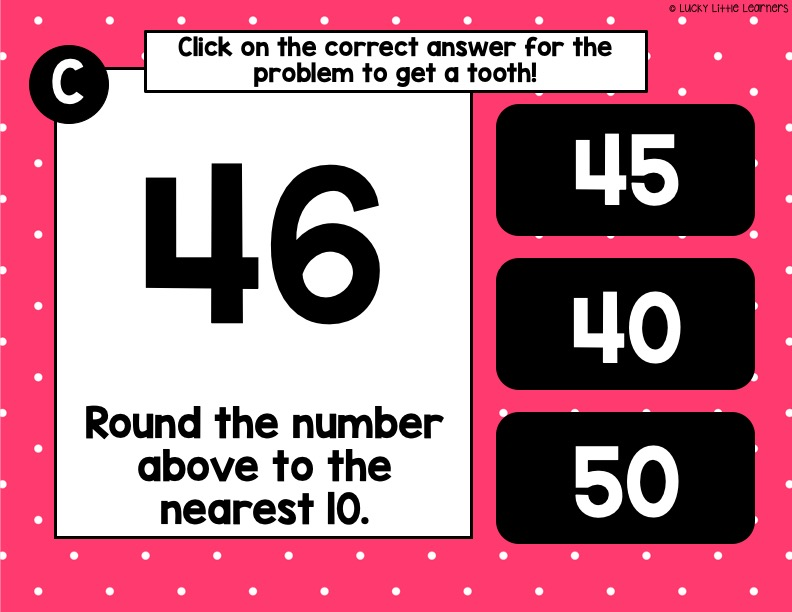 © Lucky Little Learners
Click on the correct answer for the
problem to get a tooth!
C
46
Round the number
above to the
nearest 10.
45
40
50